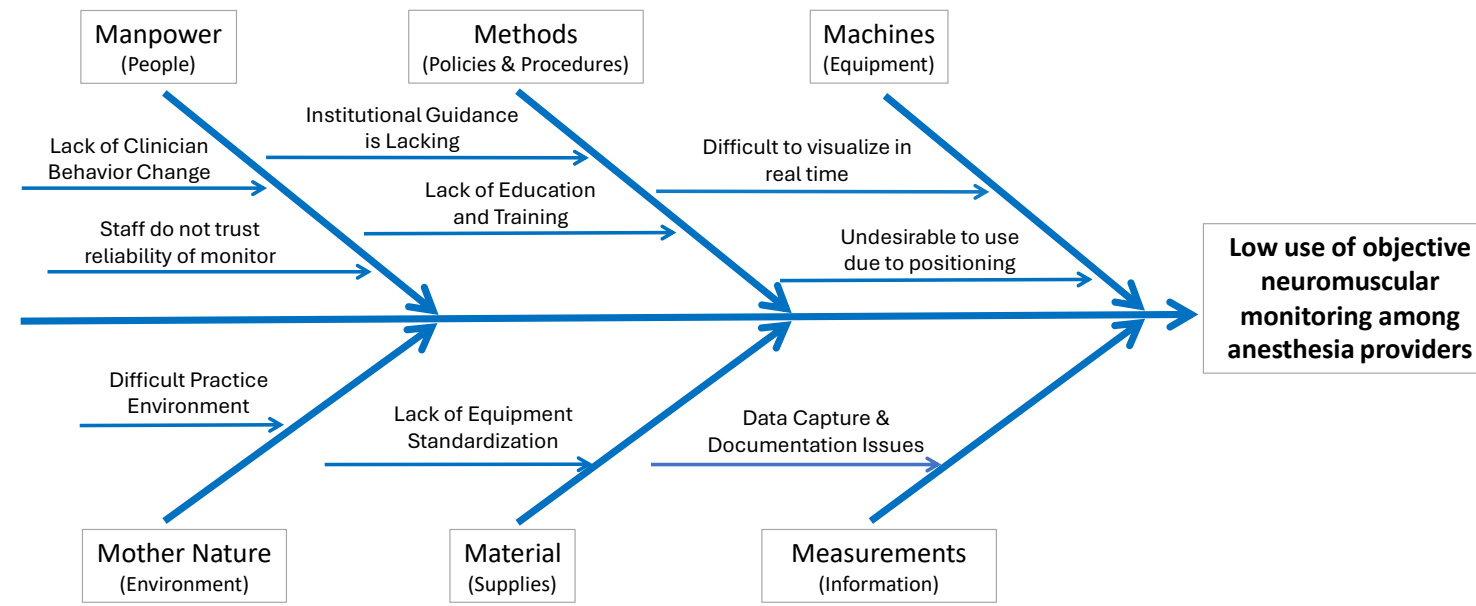 Manpower
(People)
Methods
(Policies & Procedures)
Machines
(Equipment)
Lack of Clinician
Behavior Change
Staff do not trust
reliability of monitor
Institutional Guidance
is Lacking
Lack of Education
and Training
Difficult to visualize in
real time
Undesirable to use
due to positioning
Low use of objective
neuromuscular
monitoring among
anesthesia providers
Difficult Practice
Environment
Lack of Equipment
Standardization
Data Capture &
Documentation Issues
Mother Nature
(Environment)
Material
(Supplies)
Measurements
(Information)